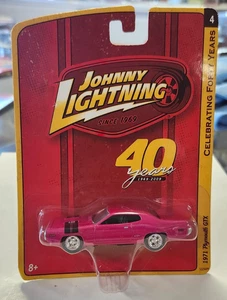 4
JOHNNY
LIGHTNING
SINCE 1969
40
years
1969-2009
CELEBRATING FORTY YEARS
1971 Plymouth GTX
8+